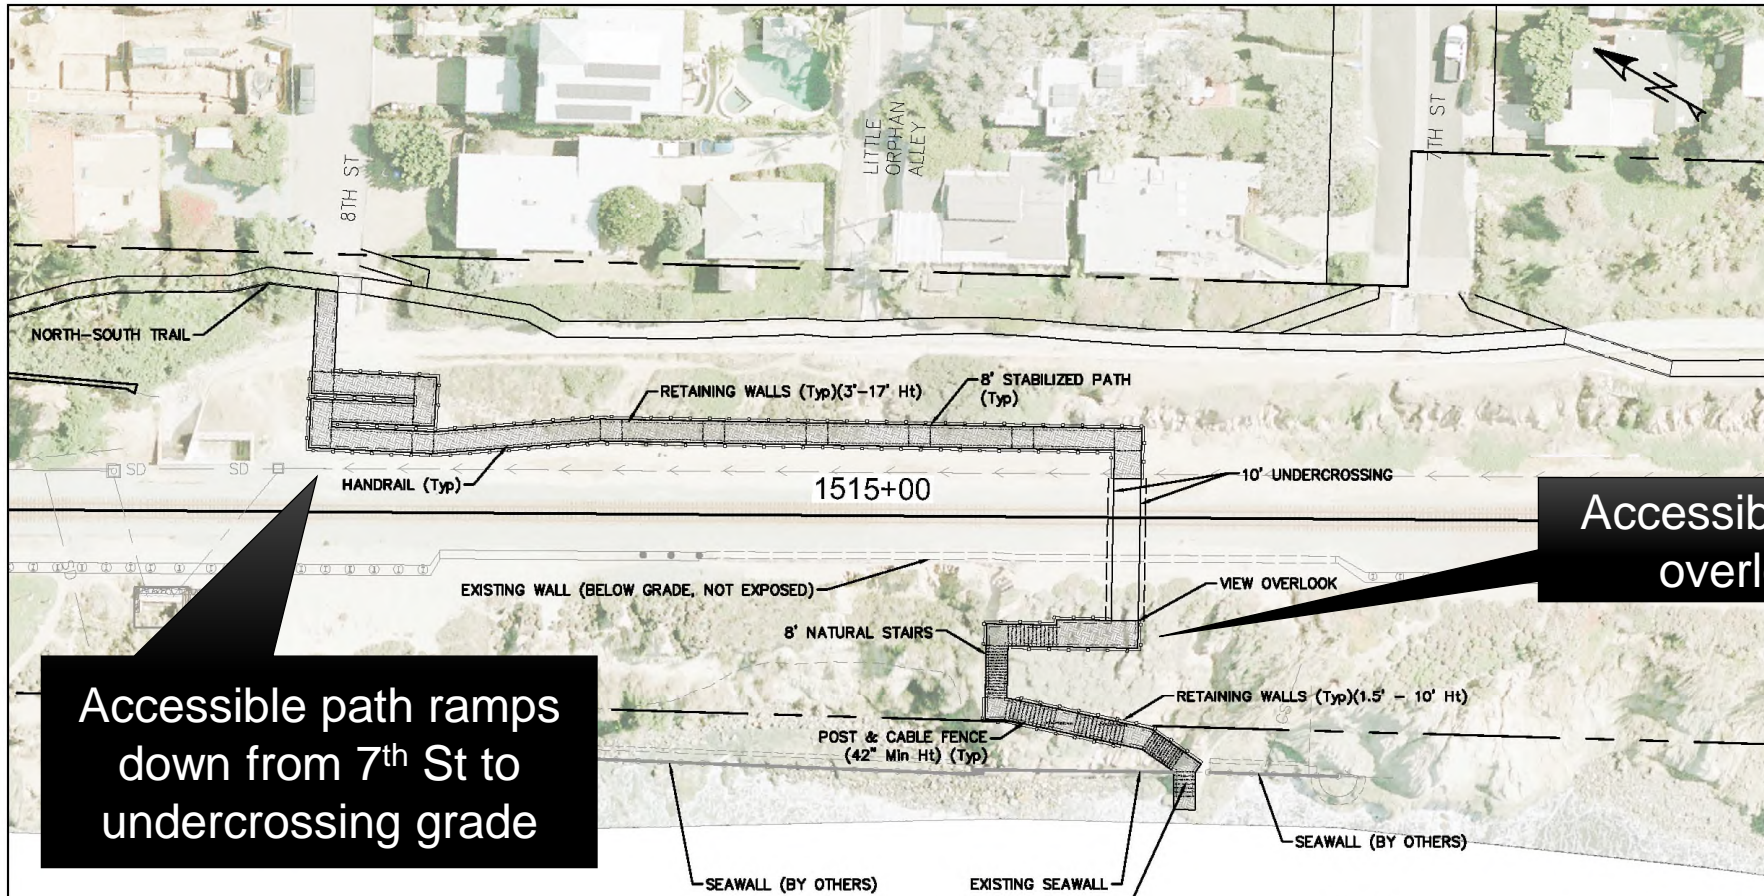 8TH ST
LITTLE
ORPHAN
ALLEY
7TH ST
N
NORTH-SOUTH TRAIL
RETAINING WALLS (Typ)(3'-17' Ht)
8' STABILIZED PATH
(Typ)
SD
SD
HANDRAIL (Typ)
1515+00
10' UNDERCROSSING
EXISTING WALL (BELOW GRADE, NOT EXPOSED)
VIEW OVERLOOK
8' NATURAL STAIRS
RETAINING WALLS (Typ)(1.5' - 10' Ht)
POST & CABLE FENCE
(42" Min Ht) (Typ)
Accessible path ramps
down from 7th St to
undercrossing grade
SEAWALL (BY OTHERS)
EXISTING SEAWALL
SEAWALL (BY OTHERS)